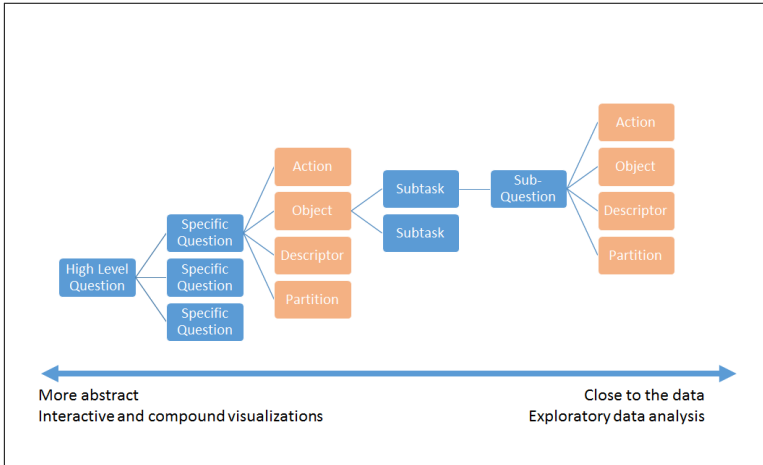 High Level
Question
Specific
Question
Specific
Question
Specific
Question
Action
Object
Descriptor
Partition
Subtask
Subtask
Sub-
Question
Action
Object
Descriptor
Partition
More abstract
Interactive and compound visualizations
Close to the data
Exploratory data analysis